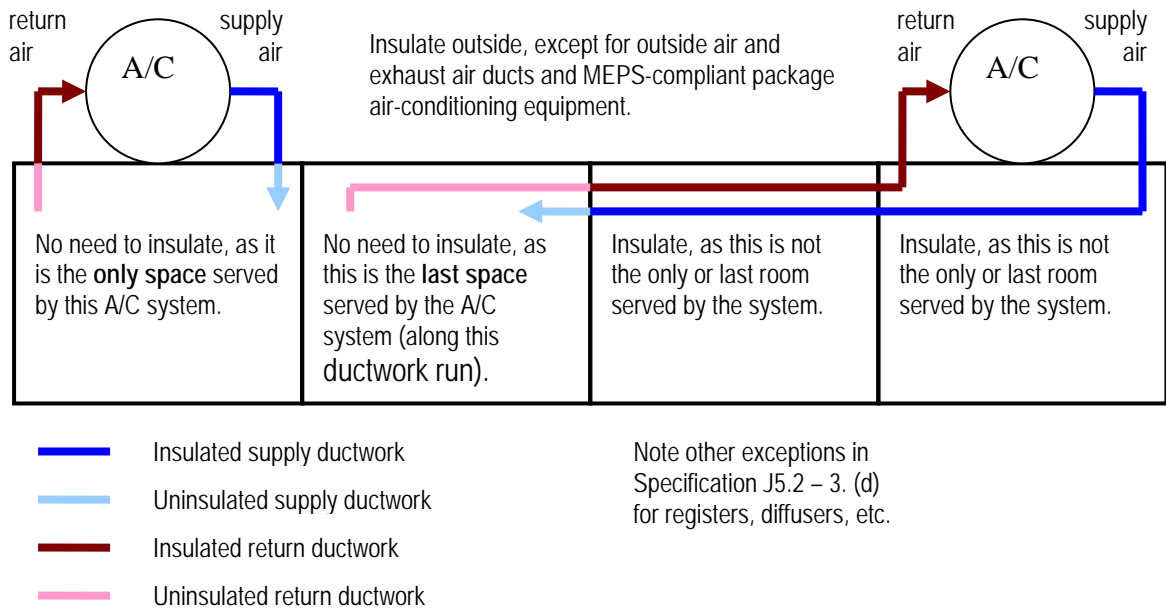 return
air
A/C
supply
air
Insulate outside, except for outside air and
exhaust air ducts and MEPS-compliant package
air-conditioning equipment.
return
air
A/C
supply
air
No need to insulate, as it
is the only space served
by this A/C system.
No need to insulate, as
this is the last space
served by the A/C
system (along this
ductwork run).
Insulate, as this is not
the only or last room
served by the system.
Insulate, as this is not
the only or last room
served by the system.
Insulated supply ductwork
Uninsulated supply ductwork
Insulated return ductwork
Uninsulated return ductwork
Note other exceptions in
Specification J5.2 – 3. (d)
for registers, diffusers, etc.